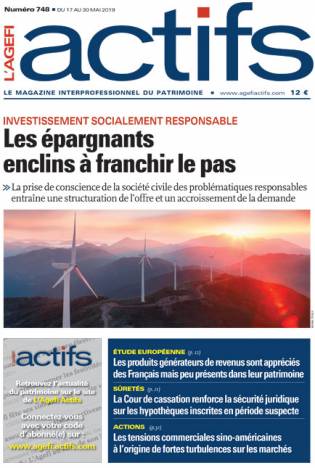 Numéro 748 • DU 17 AU 30 MAI 2019
L'AGEFI
actifs
LE MAGAZINE INTERPROFESSIONNEL DU PATRIMOINE • www.agefiactifs.com 12 €
INVESTISSEMENT SOCIALEMENT RESPONSABLE
Les épargnants
enclins à franchir le pas
>> La prise de conscience de la société civile des problématiques responsables
entraîne une structuration de l'offre et un accroissement de la demande
actifs
Retrouvez l'actualité
du patrimoine sur le site
de L'Agefi Actifs
Connectez-vous
avec votre code
d'abonné(e) sur :
www.agefiactifs.com
ÉTUDE EUROPÉENNE (p.12)
Les produits générateurs de revenus sont appréciés
des Français mais peu présents dans leur patrimoine
SÛRETÉS (p.11)
La Cour de cassation renforce la sécurité juridique
sur les hypothèques inscrites en période suspecte
ACTIONS
Les tensions commerciales sino-américaines
à l'origine de fortes turbulences sur les marchés